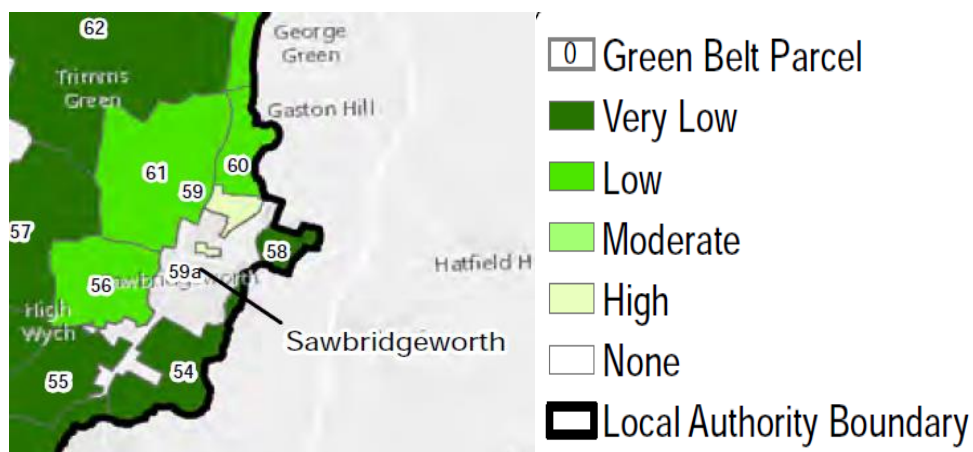 62
George
Green
Trimms
Green
Gaston Hill
61
60
59
57
58
Hatfield H
56
59a
Sawbridgeworth
High
Wych
Sawbridgeworth
55
54
0 Green Belt Parcel
Very Low
Low
Moderate
High
None
Local Authority Boundary